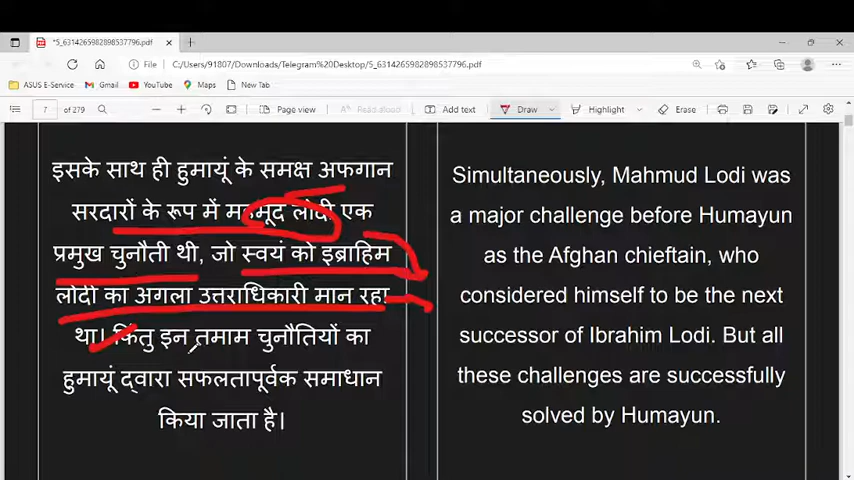 *5_6314265982898537796.pdf
File C:/Users/91807/Downloads/Telegram%20Desktop/5_6314265982898537796.pdf
ASUS E-Service Gmail YouTube Maps New Tab
7 of 279 Page view Read aloud Add text Draw Highlight Erase
इसके साथ ही हुमायूं के समक्ष अफगान
सरदारों के रूप में महमूद लोदी एक
प्रमुख चुनौती थी, जो स्वयं को इब्राहिम
लोदी का अगला उत्तराधिकारी मान रहा
था। किंतु इन तमाम चुनौतियों का
हुमायूं द्वारा सफलतापूर्वक समाधान
किया जाता है।
Simultaneously, Mahmud Lodi was
a major challenge before Humayun
as the Afghan chieftain, who
considered himself to be the next
successor of Ibrahim Lodi. But all
these challenges are successfully
solved by Humayun.